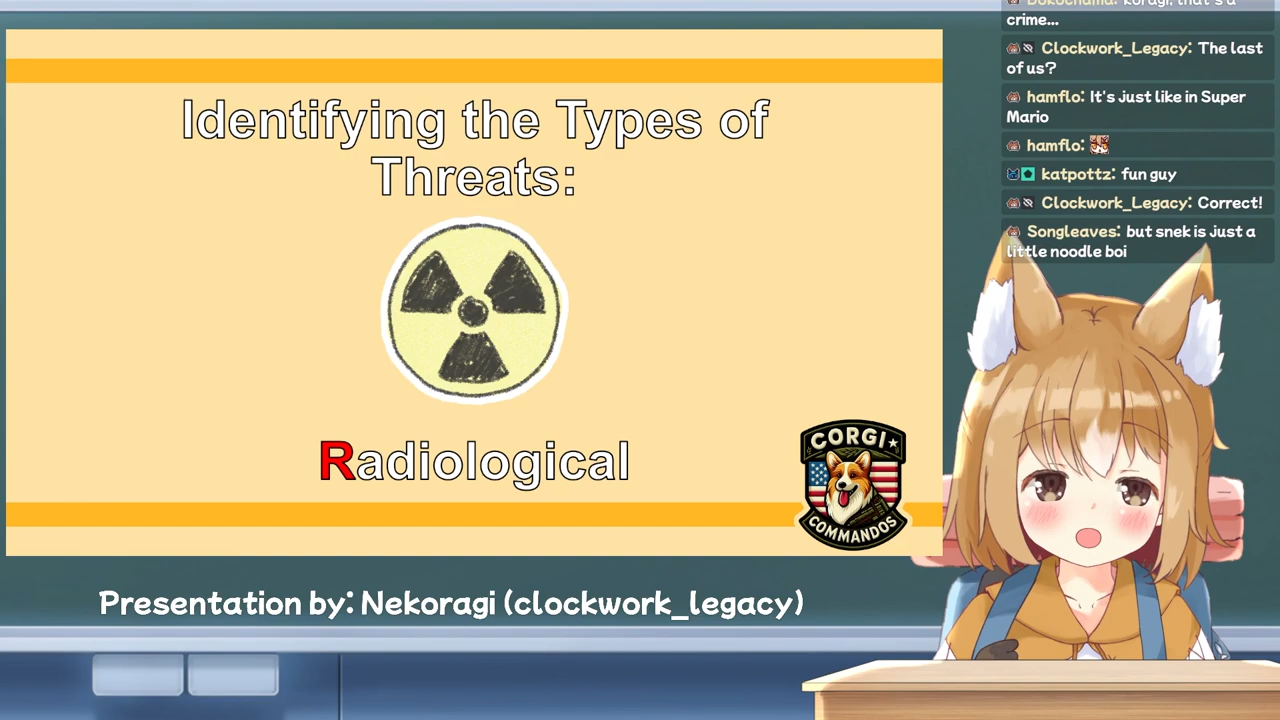 Identifying the Types of
Threats:
Radiological
CORGI
COMMANDOS
Presentation by: Nekoragi (clockwork_legacy)
crime...
Clockwork_Legacy: The last
of us?
hamflo: It's just like in Super
Mario
hamflo:
katpottz: fun guy
Clockwork_Legacy: Correct!
Songleaves: but snek is just a
little noodle boi